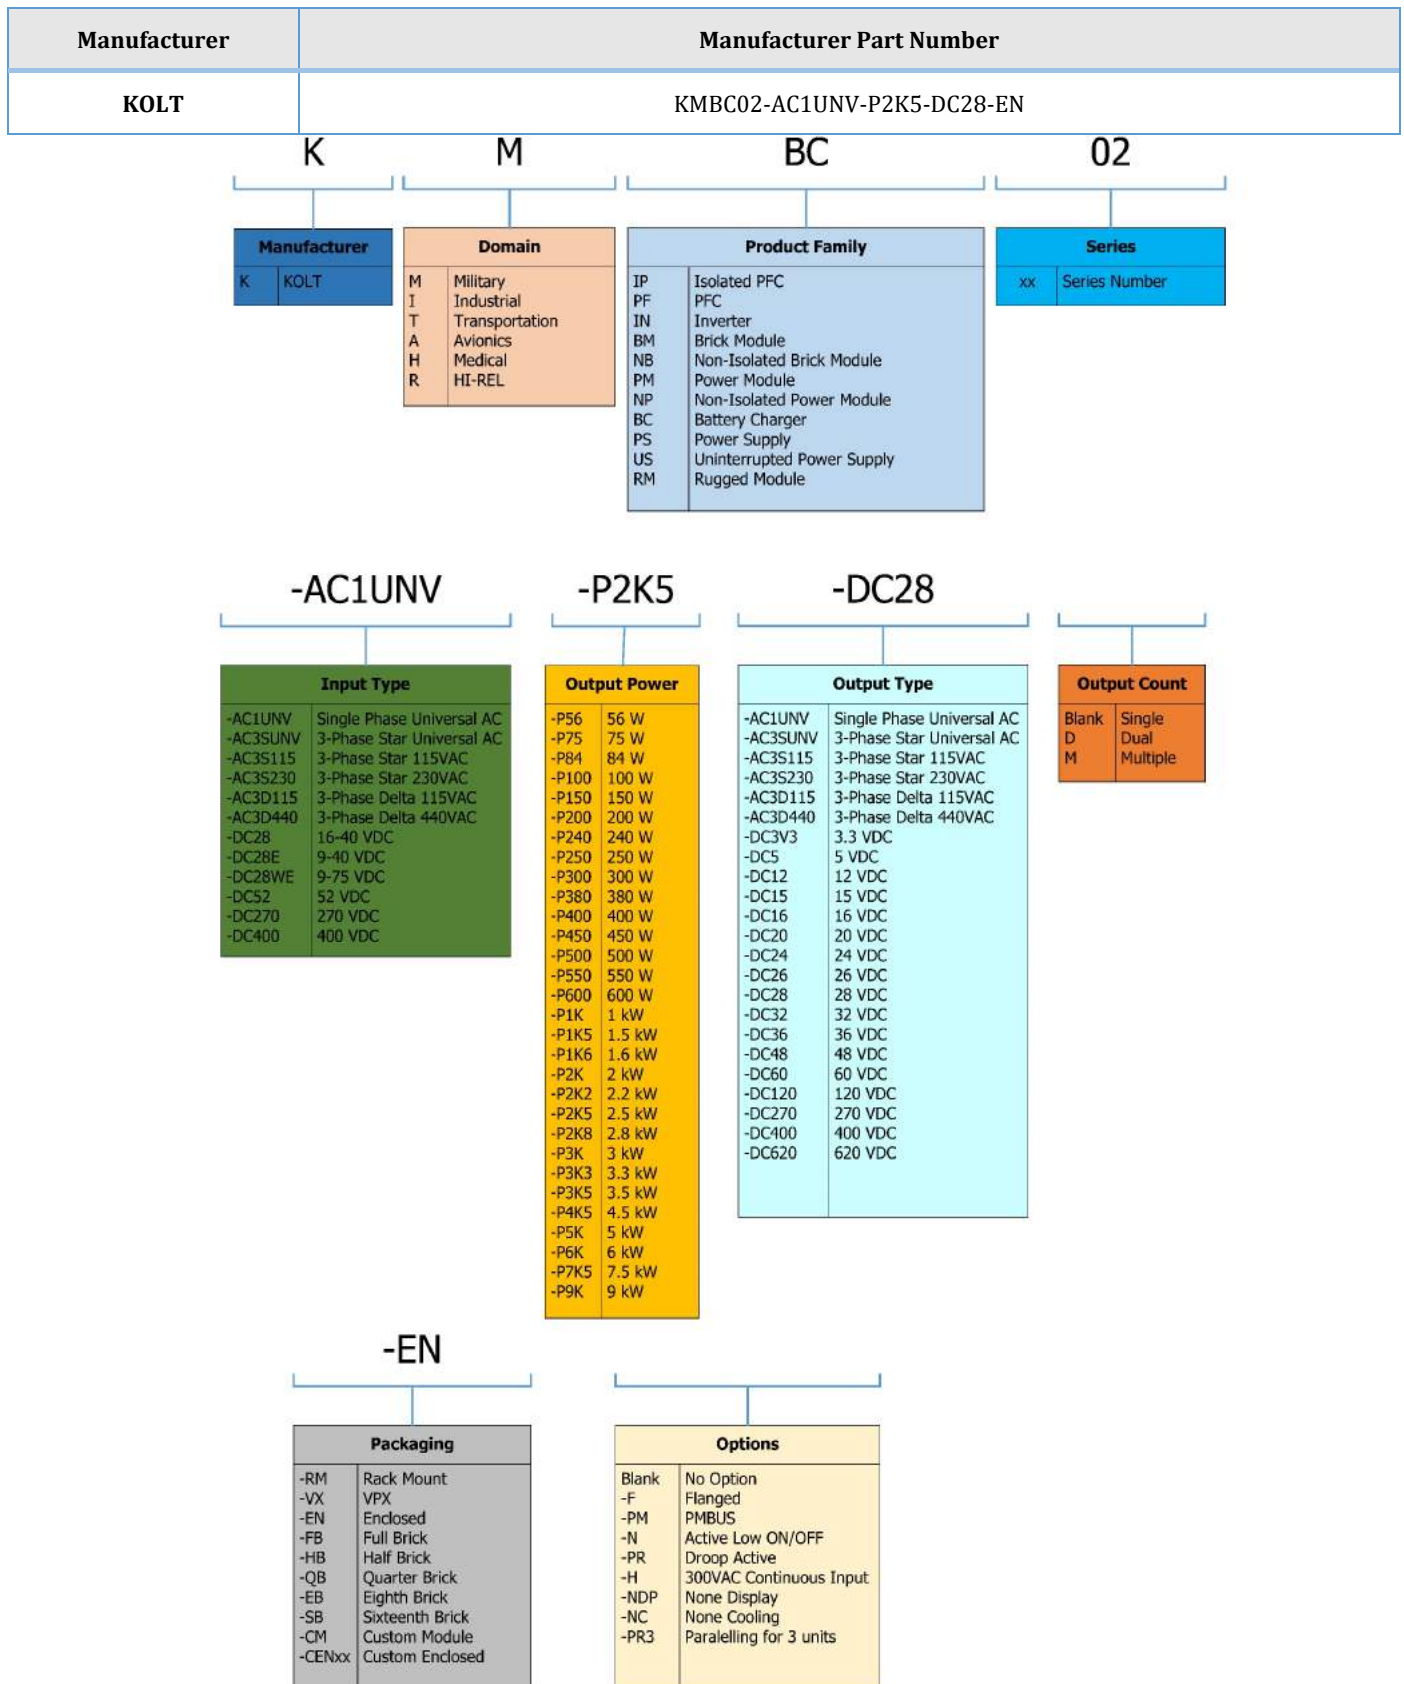 Manufacturer Manufacturer Part Number
KOLT KMBC02-AC1UNV-P2K5-DC28-EN
K M BC 02
Manufacturer
K KOLT
Domain
M Military
I Industrial
T Transportation
A Avionics
H Medical
R HI-REL
Product Family
IP Isolated PFC
PF PFC
IN Inverter
BM Brick Module
NB Non-Isolated Brick Module
PM Power Module
NP Non-Isolated Power Module
BC Battery Charger
PS Power Supply
US Uninterrupted Power Supply
RM Rugged Module
Series
xx Series Number
-AC1UNV -P2K5 -DC28
Input Type
-AC1UNV Single Phase Universal AC
-AC3SUNV 3-Phase Star Universal AC
-AC3S115 3-Phase Star 115VAC
-AC3S230 3-Phase Star 230VAC
-AC3D115 3-Phase Delta 115VAC
-AC3D440 3-Phase Delta 440VAC
-DC28 16-40 VDC
-DC28E 9-40 VDC
-DC28WE 9-75 VDC
-DC52 52 VDC
-DC270 270 VDC
-DC400 400 VDC
Output Power
-P56 56 W
-P75 75 W
-P84 84 W
-P100 100 W
-P150 150 W
-P200 200 W
-P240 240 W
-P250 250 W
-P300 300 W
-P380 380 W
-P400 400 W
-P450 450 W
-P500 500 W
-P550 550 W
-P600 600 W
-P1K 1 kW
-P1K5 1.5 kW
-P1K6 1.6 kW
-P2K 2 kW
-P2K2 2.2 kW
-P2K5 2.5 kW
-P2K8 2.8 kW
-P3K 3 kW
-P3K3 3.3 kW
-P3K5 3.5 kW
-P4K5 4.5 kW
-P5K 5 kW
-P6K 6 kW
-P7K5 7.5 kW
-P9K 9 kW
Output Type
-AC1UNV Single Phase Universal AC
-AC3SUNV 3-Phase Star Universal AC
-AC3S115 3-Phase Star 115VAC
-AC3S230 3-Phase Star 230VAC
-AC3D115 3-Phase Delta 115VAC
-AC3D440 3-Phase Delta 440VAC
-DC3V3 3.3 VDC
-DC5 5 VDC
-DC12 12 VDC
-DC15 15 VDC
-DC16 16 VDC
-DC20 20 VDC
-DC24 24 VDC
-DC26 26 VDC
-DC28 28 VDC
-DC32 32 VDC
-DC36 36 VDC
-DC48 48 VDC
-DC60 60 VDC
-DC120 120 VDC
-DC270 270 VDC
-DC400 400 VDC
-DC620 620 VDC
Output Count
Blank Single
D Dual
M Multiple
-EN
Packaging
-RM Rack Mount
-VX VPX
-EN Enclosed
-FB Full Brick
-HB Half Brick
-QB Quarter Brick
-EB Eighth Brick
-SB Sixteenth Brick
-CM Custom Module
-CENxx Custom Enclosed
Options
Blank No Option
-F Flanged
-PM PMBUS
-N Active Low ON/OFF
-PR Droop Active
-H 300VAC Continuous Input
-NDP None Display
-NC None Cooling
-PR3 Paralelling for 3 units